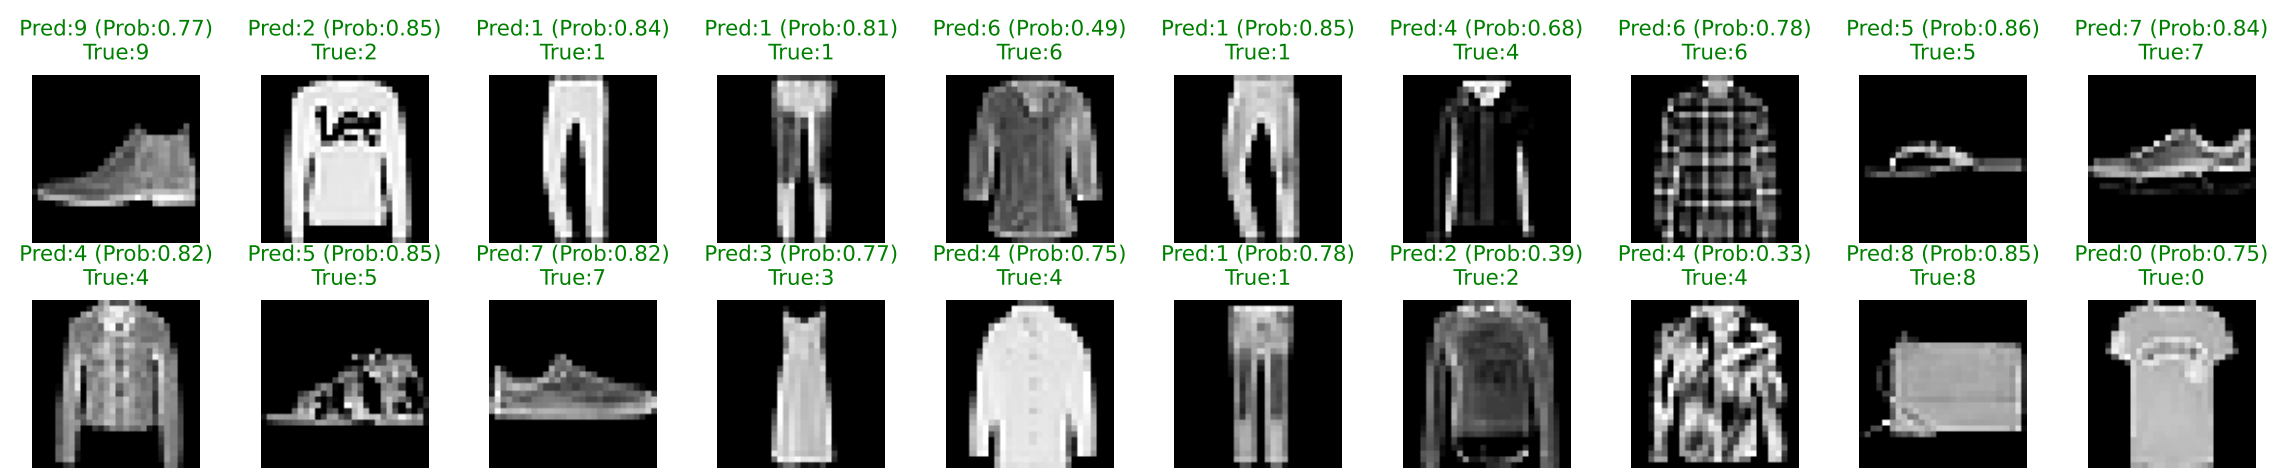 Pred:9 (Prob:0.77) Pred:2 (Prob:0.85) Pred:1 (Prob:0.84) Pred:1 (Prob:0.81) Pred:6 (Prob:0.49) Pred:1 (Prob:0.85) Pred:4 (Prob:0.68) Pred:6 (Prob:0.78) Pred:5 (Prob:0.86) Pred:7 (Prob:0.84)
True:9 True:2 True:1 True:1 True:6 True:1 True:4 True:6 True:5 True:7
Lee
Pred:4 (Prob:0.82) Pred:5 (Prob:0.85) Pred:7 (Prob:0.82) Pred:3 (Prob:0.77) Pred:4 (Prob:0.75) Pred:1 (Prob:0.78) Pred:2 (Prob:0.39) Pred:4 (Prob:0.33) Pred:8 (Prob:0.85) Pred:0 (Prob:0.75)
True:4 True:5 True:7 True:3 True:4 True:1 True:2 True:4 True:8 True:0